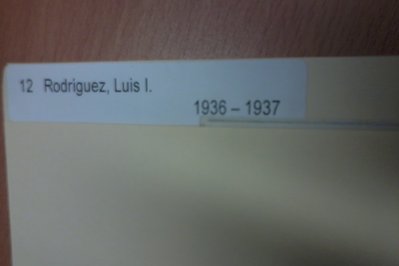 12 Rodríguez, Luis I.
1936 – 1937